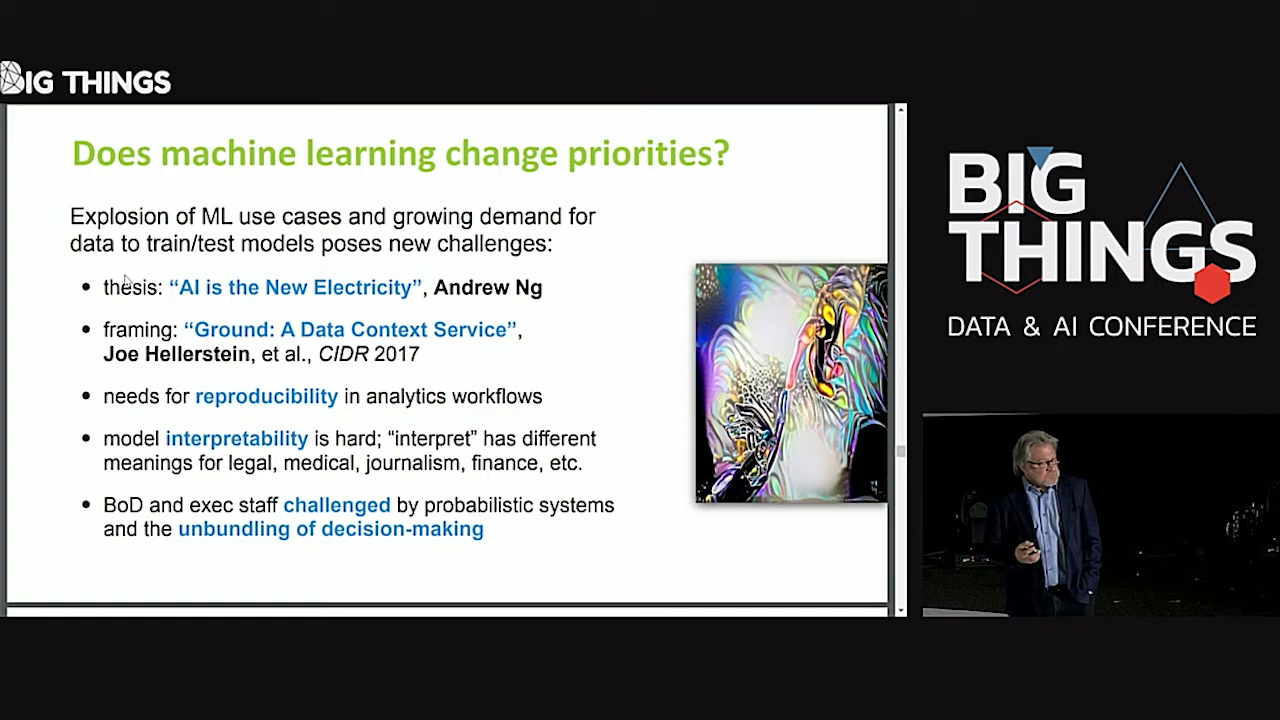 BIG THINGS
Does machine learning change priorities?
Explosion of ML use cases and growing demand for
data to train/test models poses new challenges:
• thesis: “AI is the New Electricity”, Andrew Ng
• framing: “Ground: A Data Context Service”,
Joe Hellerstein, et al., CIDR 2017
• needs for reproducibility in analytics workflows
• model interpretability is hard; “interpret” has different
meanings for legal, medical, journalism, finance, etc.
• BoD and exec staff challenged by probabilistic systems
and the unbundling of decision-making
BIG
THINGS
DATA & AI CONFERENCE